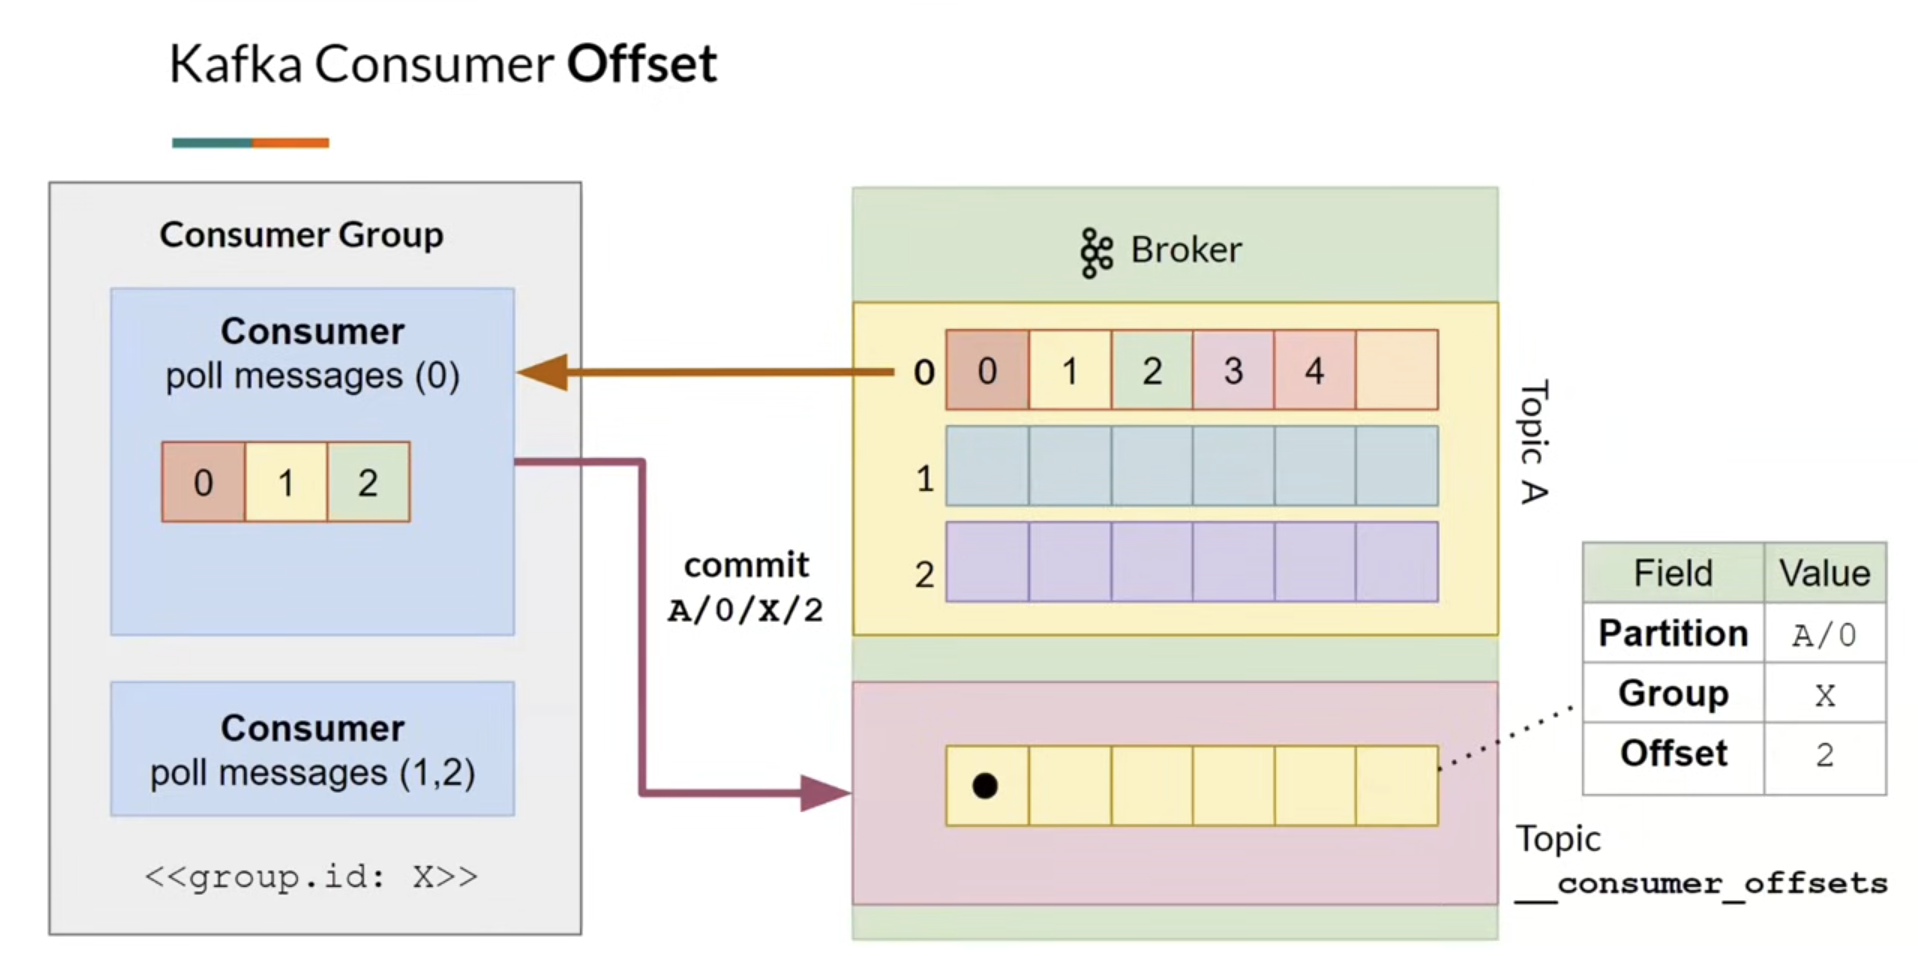 Kafka Consumer Offset
Consumer Group
Consumer
poll messages (0)
0 1 2
Consumer
poll messages (1,2)
<<group.id: X>>
commit
A/0/X/2
Broker
0 0 1 2 3 4
1
2
Topic A
Field Value
Partition A/0
Group X
Offset 2
Topic
__consumer_offsets